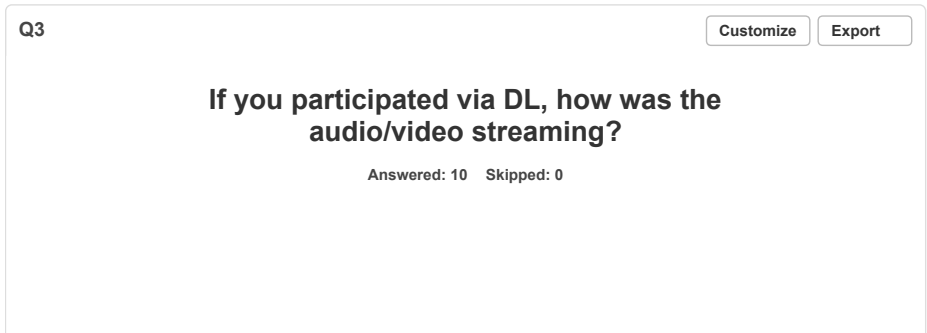 Q3
Customize
Export
If you participated via DL, how was the
audio/video streaming?
Answered: 10 Skipped: 0